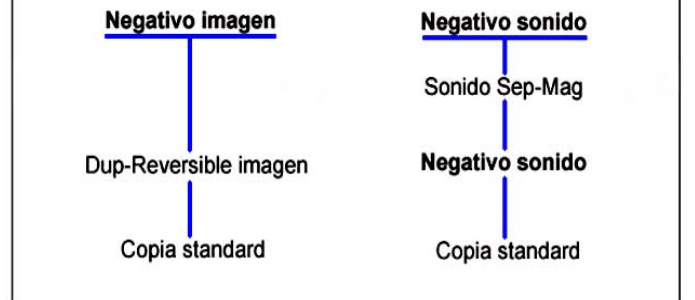 Negativo imagen
Negativo sonido
Sonido Sep-Mag
Dup-Reversible imagen
Negativo sonido
Copia standard
Copia standard